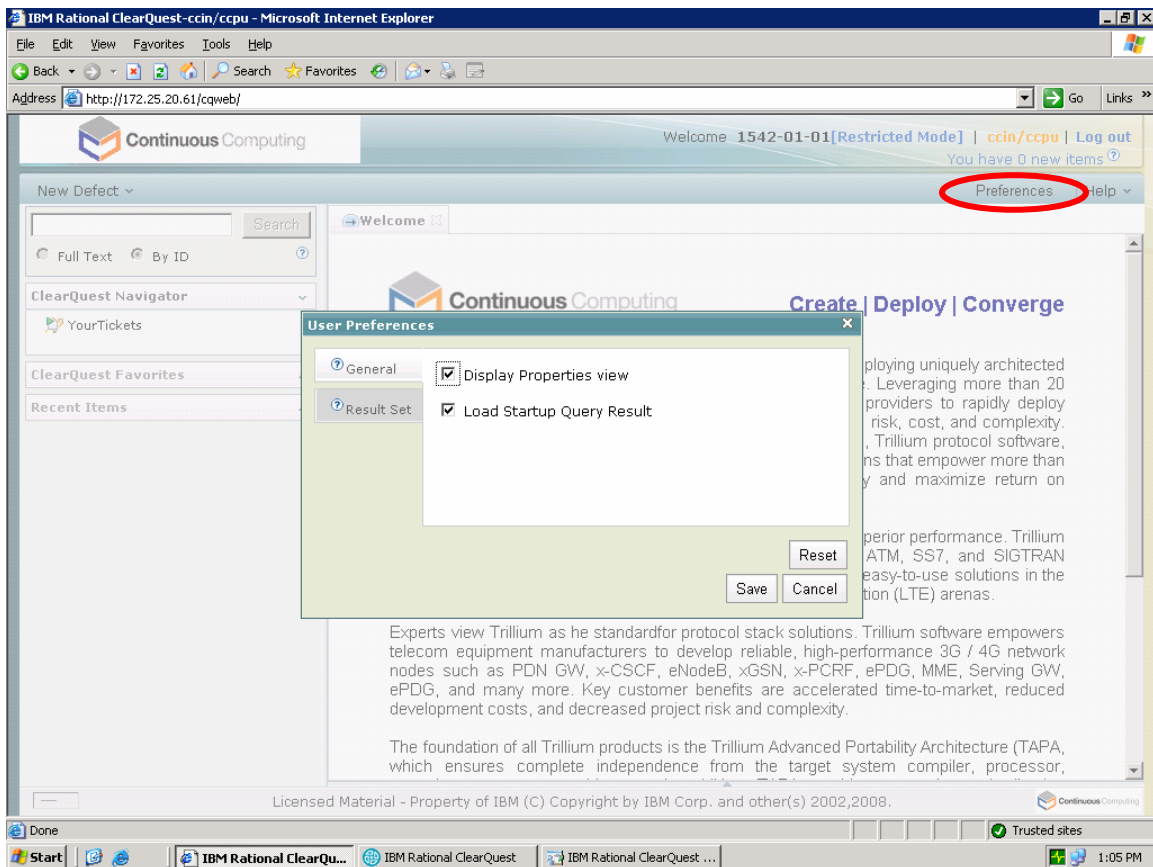 IBM Rational ClearQuest-ccin/ccpu - Microsoft Internet Explorer
File Edit View Favorites Tools Help
Back Search Favorites
Address http://172.25.20.61/cqweb/ Go Links »
Continuous Computing
Welcome 1542-01-01[Restricted Mode] | ccin/ccpu | Log out
You have 0 new items ?
New Defect Preferences Help
Search
Full Text By ID ?
Welcome
ClearQuest Navigator
YourTickets
ClearQuest Favorites
Recent Items
Continuous Computing
Create | Deploy | Converge
User Preferences x
? General
? Result Set
Display Properties view
Load Startup Query Result
Reset
Save Cancel
ploying uniquely architected
. Leveraging more than 20
providers to rapidly deploy
risk, cost, and complexity.
, Trillium protocol software,
ns that empower more than
y and maximize return on
perior performance. Trillium
ATM, SS7, and SIGTRAN
easy-to-use solutions in the
tion (LTE) arenas.
Experts view Trillium as he standardfor protocol stack solutions. Trillium software empowers
telecom equipment manufacturers to develop reliable, high-performance 3G / 4G network
nodes such as PDN GW, x-CSCF, eNodeB, xGSN, x-PCRF, ePDG, MME, Serving GW,
ePDG, and many more. Key customer benefits are accelerated time-to-market, reduced
development costs, and decreased project risk and complexity.
The foundation of all Trillium products is the Trillium Advanced Portability Architecture (TAPA,
which ensures complete independence from the target system compiler, processor,
Licensed Material - Property of IBM (C) Copyright by IBM Corp. and other(s) 2002,2008.
Continuous Computing
Done Trusted sites
Start IBM Rational ClearQu... IBM Rational ClearQuest IBM Rational ClearQuest ... 1:05 PM